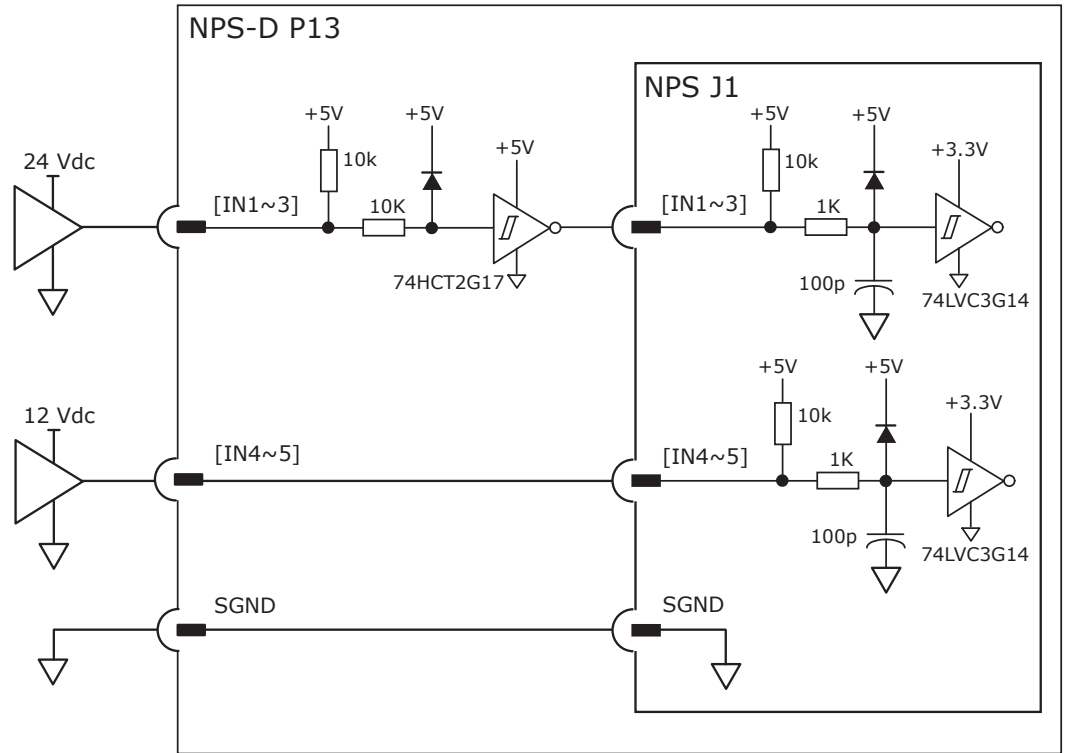 NPS-D P13
NPS J1
+5V
+5V
+5V
+5V
+5V
+3.3V
24 Vdc
10k
10k
[IN1~3]
10K
[IN1~3]
1K
74HCT2G17
100p
74LVC3G14
+5V
+5V
12 Vdc
+3.3V
10k
[IN4~5]
[IN4~5]
1K
100p
74LVC3G14
SGND
SGND